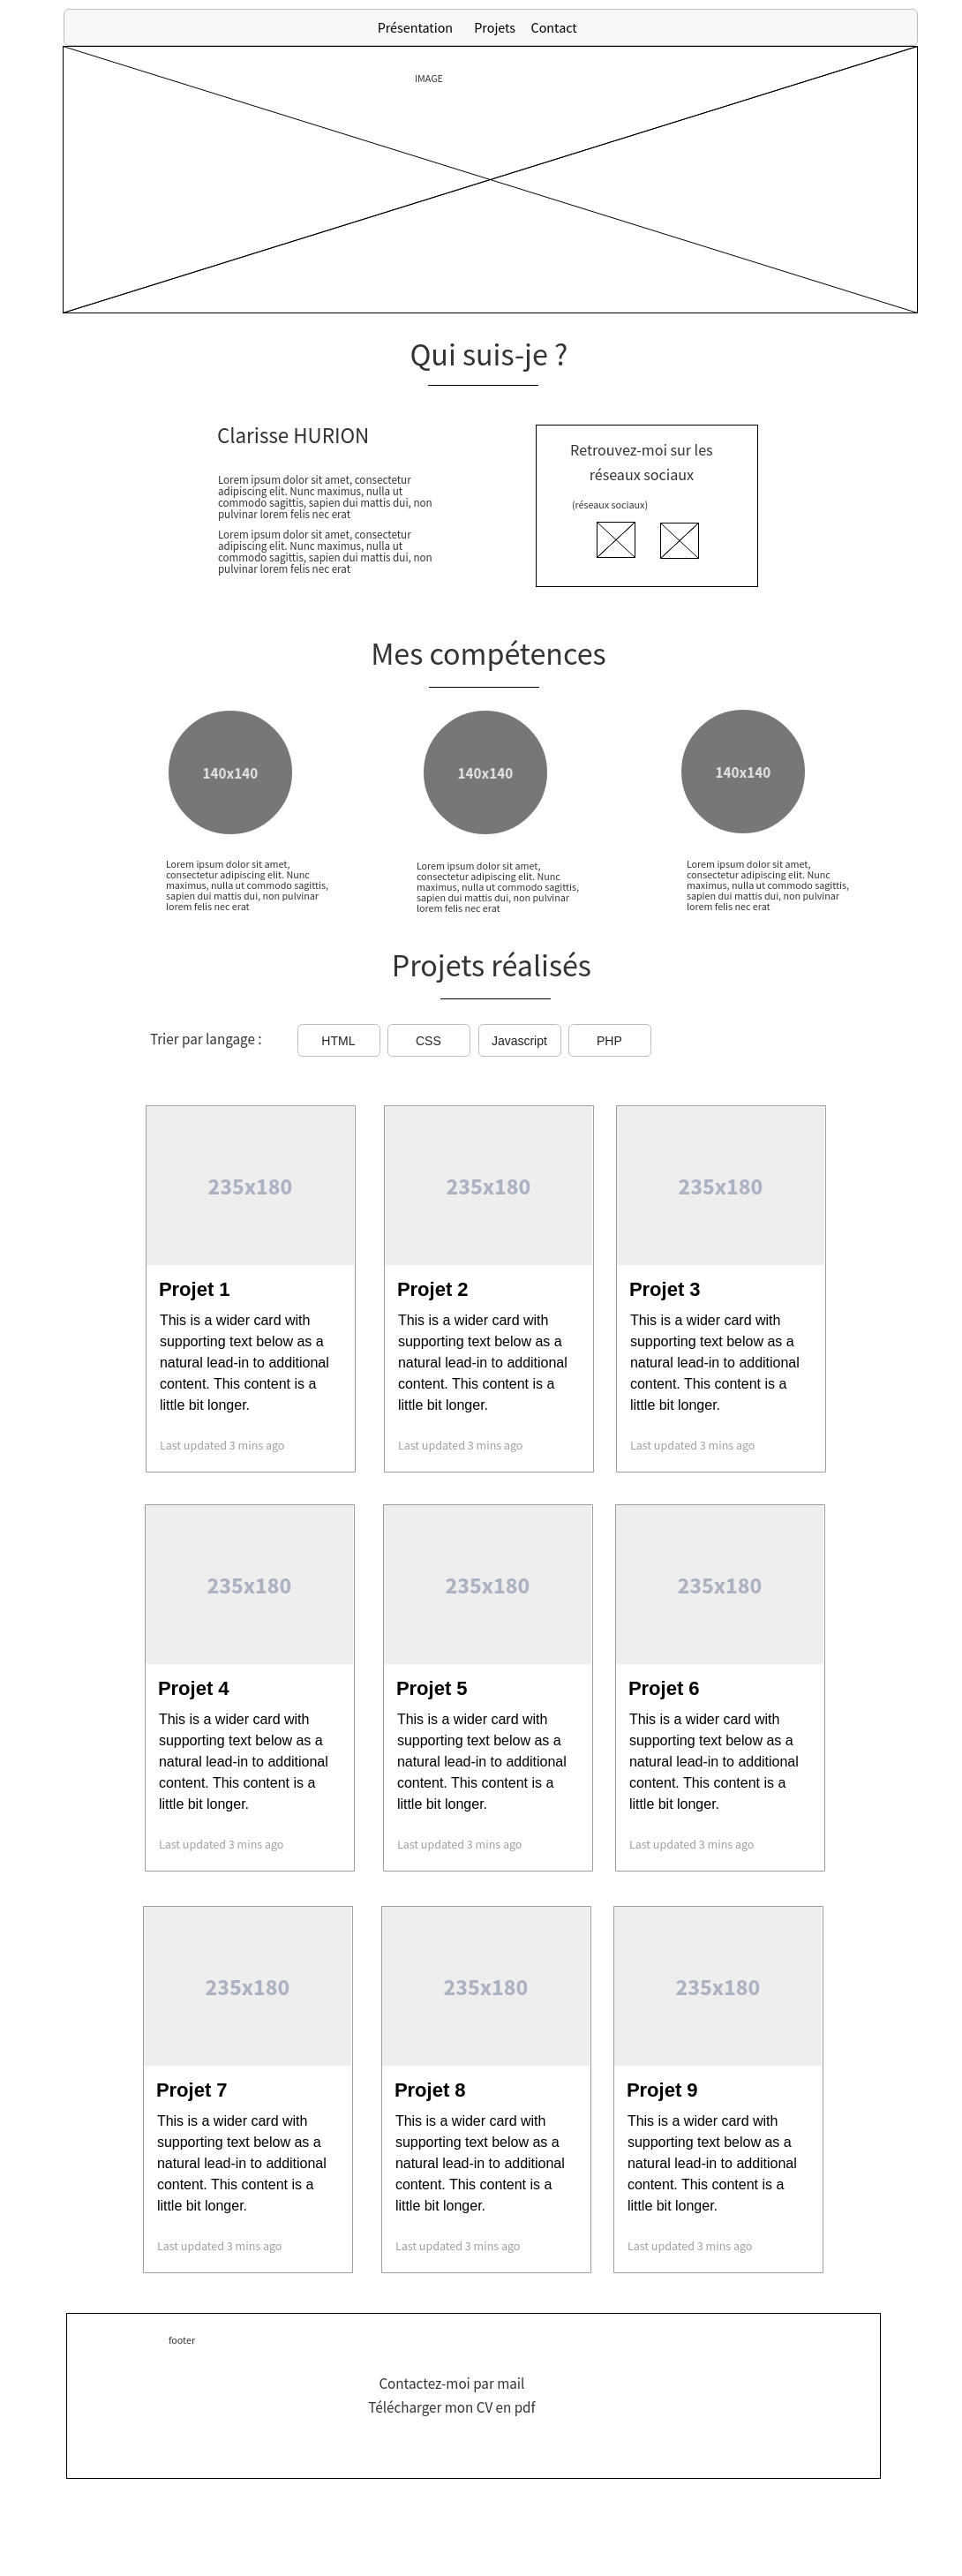 Présentation Projets Contact
IMAGE
Qui suis-je ?
Clarisse HURION
Lorem ipsum dolor sit amet, consectetur
adipiscing elit. Nunc maximus, nulla ut
commodo sagittis, sapien dui mattis dui, non
pulvinar lorem felis nec erat
Lorem ipsum dolor sit amet, consectetur
adipiscing elit. Nunc maximus, nulla ut
commodo sagittis, sapien dui mattis dui, non
pulvinar lorem felis nec erat
Retrouvez-moi sur les
réseaux sociaux
(réseaux sociaux)
Mes compétences
140x140
Lorem ipsum dolor sit amet,
consectetur adipiscing elit. Nunc
maximus, nulla ut commodo sagittis,
sapien dui mattis dui, non pulvinar
lorem felis nec erat
140x140
Lorem ipsum dolor sit amet,
consectetur adipiscing elit. Nunc
maximus, nulla ut commodo sagittis,
sapien dui mattis dui, non pulvinar
lorem felis nec erat
140x140
Lorem ipsum dolor sit amet,
consectetur adipiscing elit. Nunc
maximus, nulla ut commodo sagittis,
sapien dui mattis dui, non pulvinar
lorem felis nec erat
Projets réalisés
Trier par langage : HTML CSS Javascript PHP
235x180
Projet 1
This is a wider card with
supporting text below as a
natural lead-in to additional
content. This content is a
little bit longer.
Last updated 3 mins ago
235x180
Projet 2
This is a wider card with
supporting text below as a
natural lead-in to additional
content. This content is a
little bit longer.
Last updated 3 mins ago
235x180
Projet 3
This is a wider card with
supporting text below as a
natural lead-in to additional
content. This content is a
little bit longer.
Last updated 3 mins ago
235x180
Projet 4
This is a wider card with
supporting text below as a
natural lead-in to additional
content. This content is a
little bit longer.
Last updated 3 mins ago
235x180
Projet 5
This is a wider card with
supporting text below as a
natural lead-in to additional
content. This content is a
little bit longer.
Last updated 3 mins ago
235x180
Projet 6
This is a wider card with
supporting text below as a
natural lead-in to additional
content. This content is a
little bit longer.
Last updated 3 mins ago
235x180
Projet 7
This is a wider card with
supporting text below as a
natural lead-in to additional
content. This content is a
little bit longer.
Last updated 3 mins ago
235x180
Projet 8
This is a wider card with
supporting text below as a
natural lead-in to additional
content. This content is a
little bit longer.
Last updated 3 mins ago
235x180
Projet 9
This is a wider card with
supporting text below as a
natural lead-in to additional
content. This content is a
little bit longer.
Last updated 3 mins ago
footer
Contactez-moi par mail
Télécharger mon CV en pdf